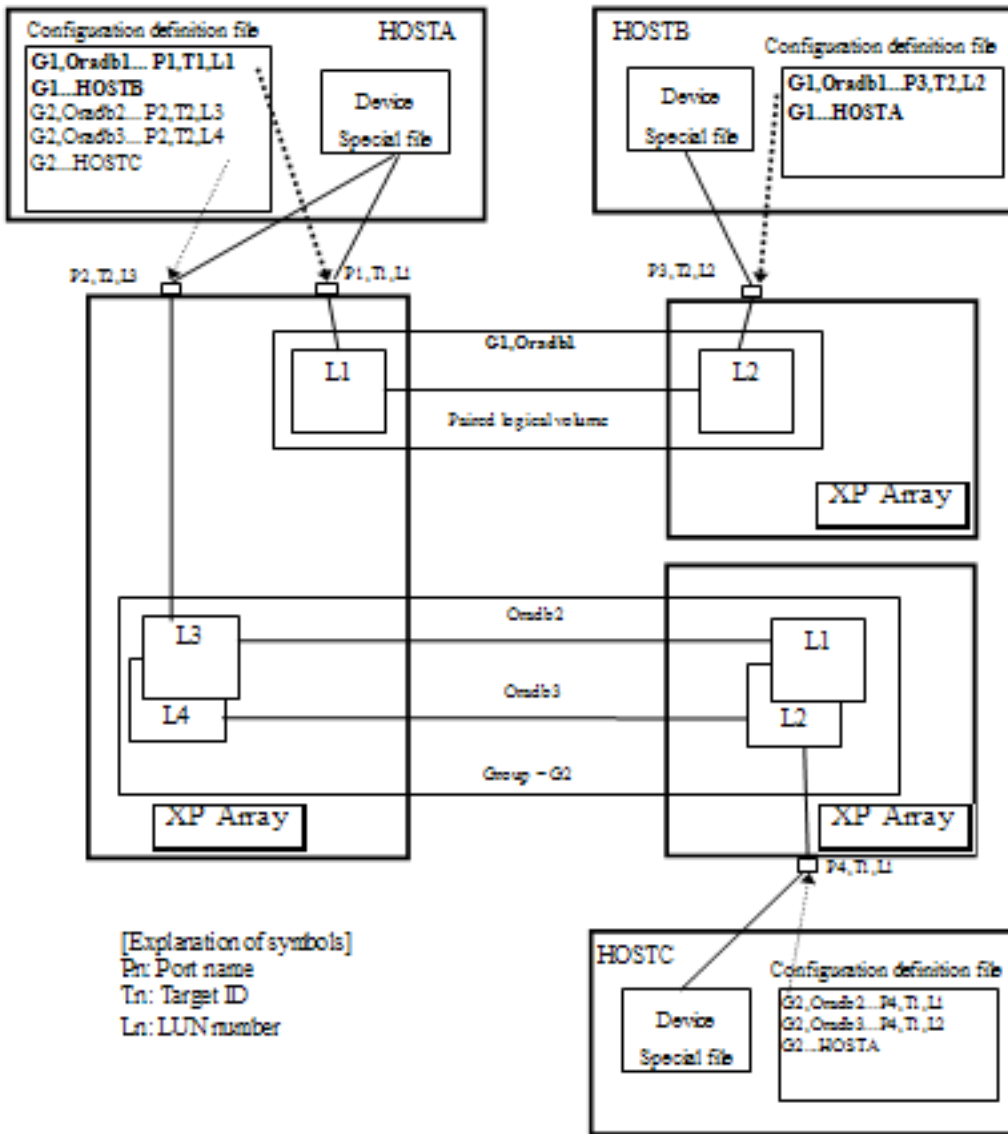 HOSTA
Configuration definition file
G1,Oradb1... P1,T1,L1
G1...HOSTB
G2,Oradb2... P2,T2,L3
G2,Oradb3... P2,T2,L4
G2...HOSTC
Device
Special file
HOSTB
Configuration definition file
G1,Oradb1...P3,T2,L2
G1...HOSTA
Device
Special file
P2,T2,L3
P1,T1,L1
P3,T2,L2
G1,Oradb1
L1
L2
Paired logical volume
XP Array
Oradb2
L3
L1
Oradb3
L4
L2
Group = G2
XP Array
XP Array
P4,T1,L1
[Explanation of symbols]
Pn: Port name
Tn: Target ID
Ln: LUN number
HOSTC
Configuration definition file
G2,Oradb2...P4,T1,L1
G2,Oradb3...P4,T1,L2
G2...HOSTA
Device
Special file